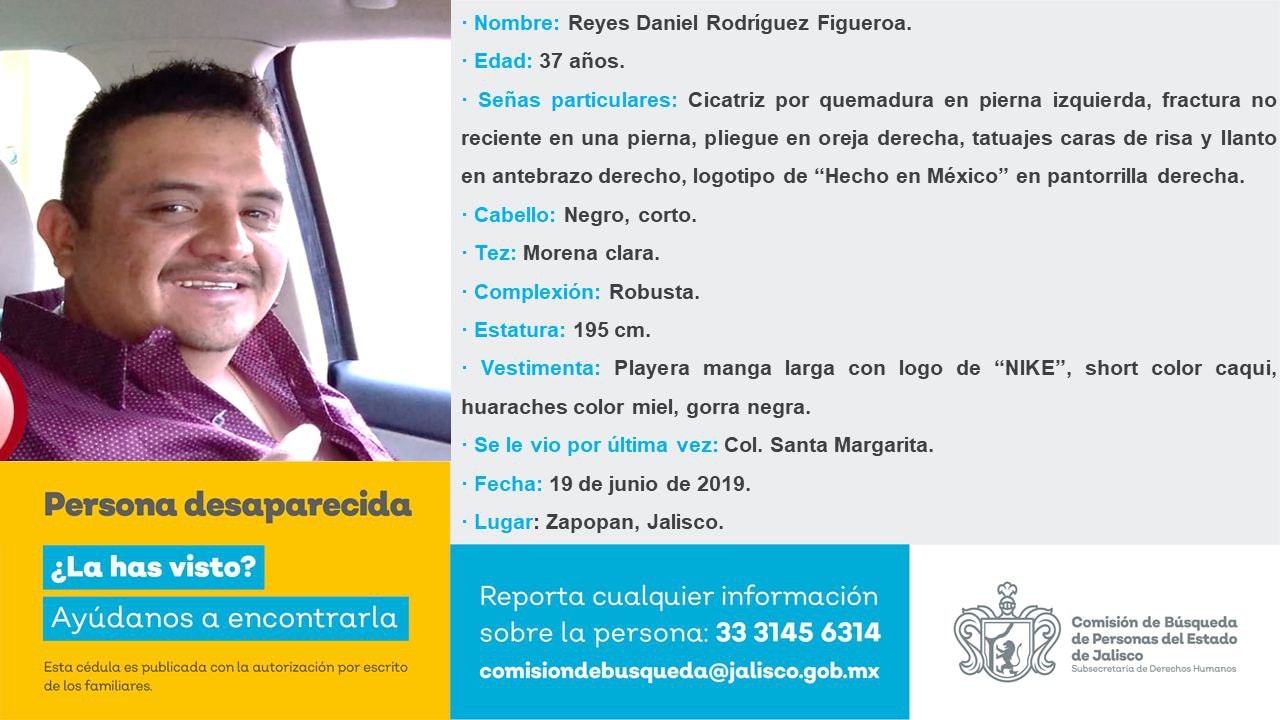 · Nombre: Reyes Daniel Rodríguez Figueroa.
· Edad: 37 años.
· Señas particulares: Cicatriz por quemadura en pierna izquierda, fractura no
reciente en una pierna, pliegue en oreja derecha, tatuajes caras de risa y llanto
en antebrazo derecho, logotipo de “Hecho en México” en pantorrilla derecha.
· Cabello: Negro, corto.
· Tez: Morena clara.
· Complexión: Robusta.
· Estatura: 195 cm.
· Vestimenta: Playera manga larga con logo de “NIKE”, short color caqui,
huaraches color miel, gorra negra.
· Se le vio por última vez: Col. Santa Margarita.
· Fecha: 19 de junio de 2019.
· Lugar: Zapopan, Jalisco.
Persona desaparecida
¿La has visto?
Ayúdanos a encontrarla
Esta cédula es publicada con la autorización por escrito
de los familiares.
Reporta cualquier información
sobre la persona: 33 3145 6314
comisiondebusqueda@jalisco.gob.mx
Comisión de Búsqueda
de Personas del Estado
de Jalisco
Subsecretaría de Derechos Humanos